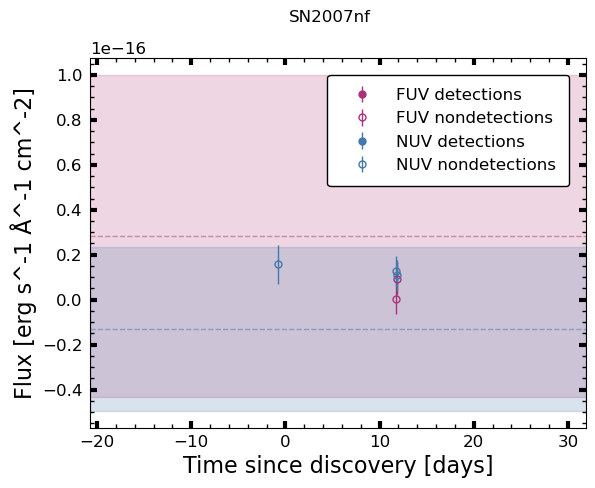 SN2007nf
1e−16
1.0
0.8
0.6
0.4
0.2
0.0
−0.2
−0.4
Flux [erg s^-1 Å^-1 cm^-2]
FUV detections
FUV nondetections
NUV detections
NUV nondetections
−20 −10 0 10 20 30
Time since discovery [days]